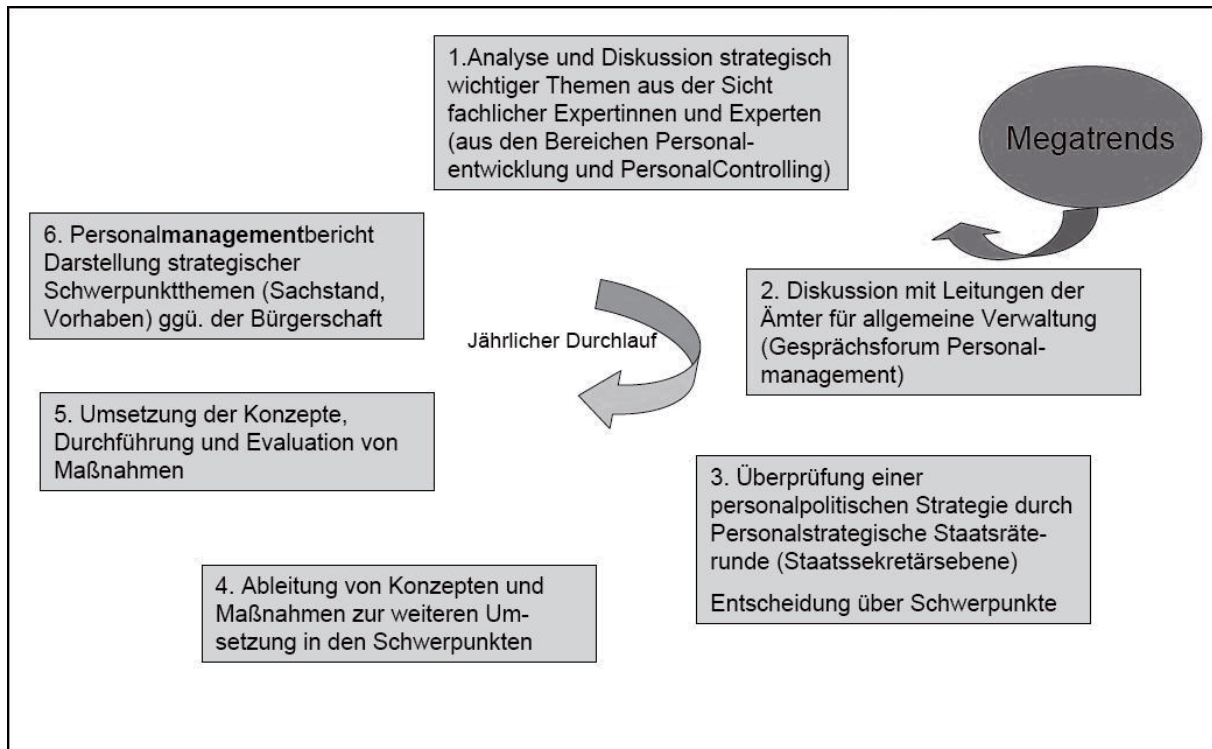 1.Analyse und Diskussion strategisch
wichtiger Themen aus der Sicht
fachlicher Expertinnen und Experten
(aus den Bereichen Personal-
entwicklung und PersonalControlling)
Megatrends
2. Diskussion mit Leitungen der
Ämter für allgemeine Verwaltung
(Gesprächsforum Personal-
management)
3. Überprüfung einer
personalpolitischen Strategie durch
Personalstrategische Staatsräte-
runde (Staatssekretärsebene)
Entscheidung über Schwerpunkte
4. Ableitung von Konzepten und
Maßnahmen zur weiteren Um-
setzung in den Schwerpunkten
5. Umsetzung der Konzepte,
Durchführung und Evaluation von
Maßnahmen
6. Personalmanagementbericht
Darstellung strategischer
Schwerpunktthemen (Sachstand,
Vorhaben) ggü. der Bürgerschaft
Jährlicher Durchlauf